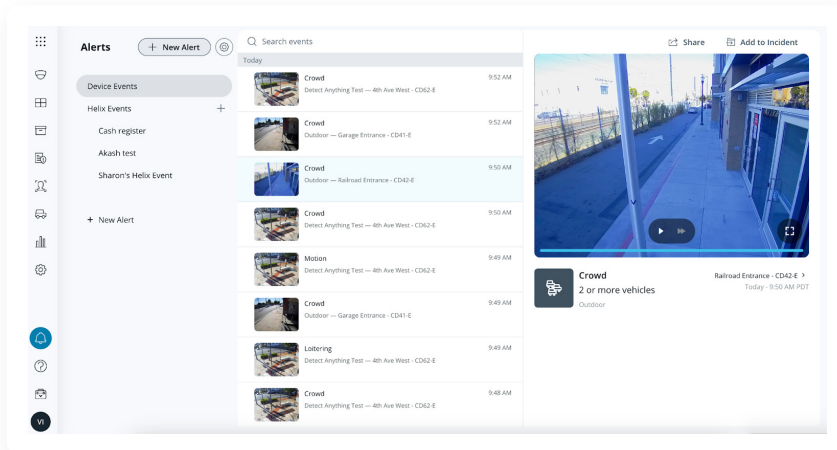 Alerts
+ New Alert
Device Events
Helix Events +
Cash register
Akash test
Sharon's Helix Event
+ New Alert
VI
Search events
Today
Crowd 9:52 AM
Detect Anything Test — 4th Ave West - CD62-E
Crowd 9:52 AM
Outdoor — Garage Entrance - CD41-E
Crowd 9:50 AM
Outdoor — Railroad Entrance - CD42-E
Crowd 9:50 AM
Detect Anything Test — 4th Ave West - CD62-E
Motion 9:49 AM
Detect Anything Test — 4th Ave West - CD62-E
Crowd 9:49 AM
Outdoor — Garage Entrance - CD41-E
Loitering 9:49 AM
Detect Anything Test — 4th Ave West - CD62-E
Crowd 9:48 AM
Detect Anything Test — 4th Ave West - CD62-E
Share Add to Incident
Crowd Railroad Entrance - CD42-E >
2 or more vehicles Today - 9:50 AM PDT
Outdoor